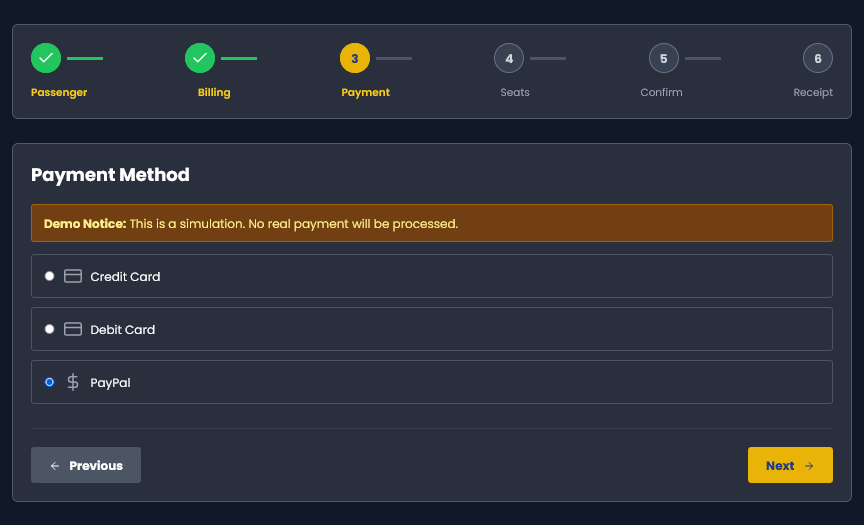 3
4
5
6
Passenger
Billing
Payment
Seats
Confirm
Receipt
Payment Method
Demo Notice: This is a simulation. No real payment will be processed.
Credit Card
Debit Card
PayPal
Previous
Next